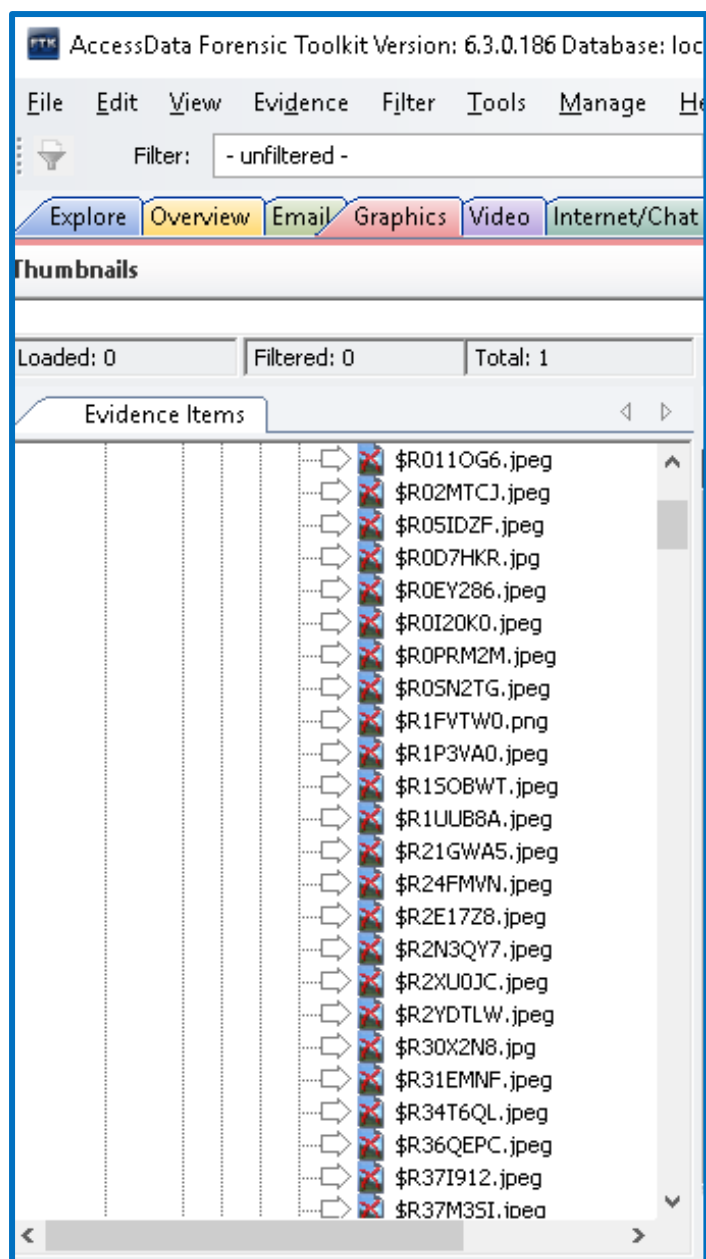 FTK AccessData Forensic Toolkit Version: 6.3.0.186 Database: loc
File Edit View Evidence Filter Tools Manage He
Filter: - unfiltered -
Explore Overview Email Graphics Video Internet/Chat
Thumbnails
Loaded: 0 Filtered: 0 Total: 1
Evidence Items
$R011OG6.jpeg
$R02MTCJ.jpeg
$R05IDZF.jpeg
$R0D7HKR.jpg
$R0EY286.jpeg
$R0I20K0.jpeg
$R0PRM2M.jpeg
$R0SN2TG.jpeg
$R1FVTW0.png
$R1P3VA0.jpeg
$R1SOBWT.jpeg
$R1UUB8A.jpeg
$R21GWA5.jpeg
$R24FMVN.jpeg
$R2E17Z8.jpeg
$R2N3QY7.jpeg
$R2XU0JC.jpeg
$R2YDTLW.jpeg
$R30X2N8.jpg
$R31EMNF.jpeg
$R34T6QL.jpeg
$R36QEPC.jpeg
$R37I912.jpeg
$R37M3SI.jpeg